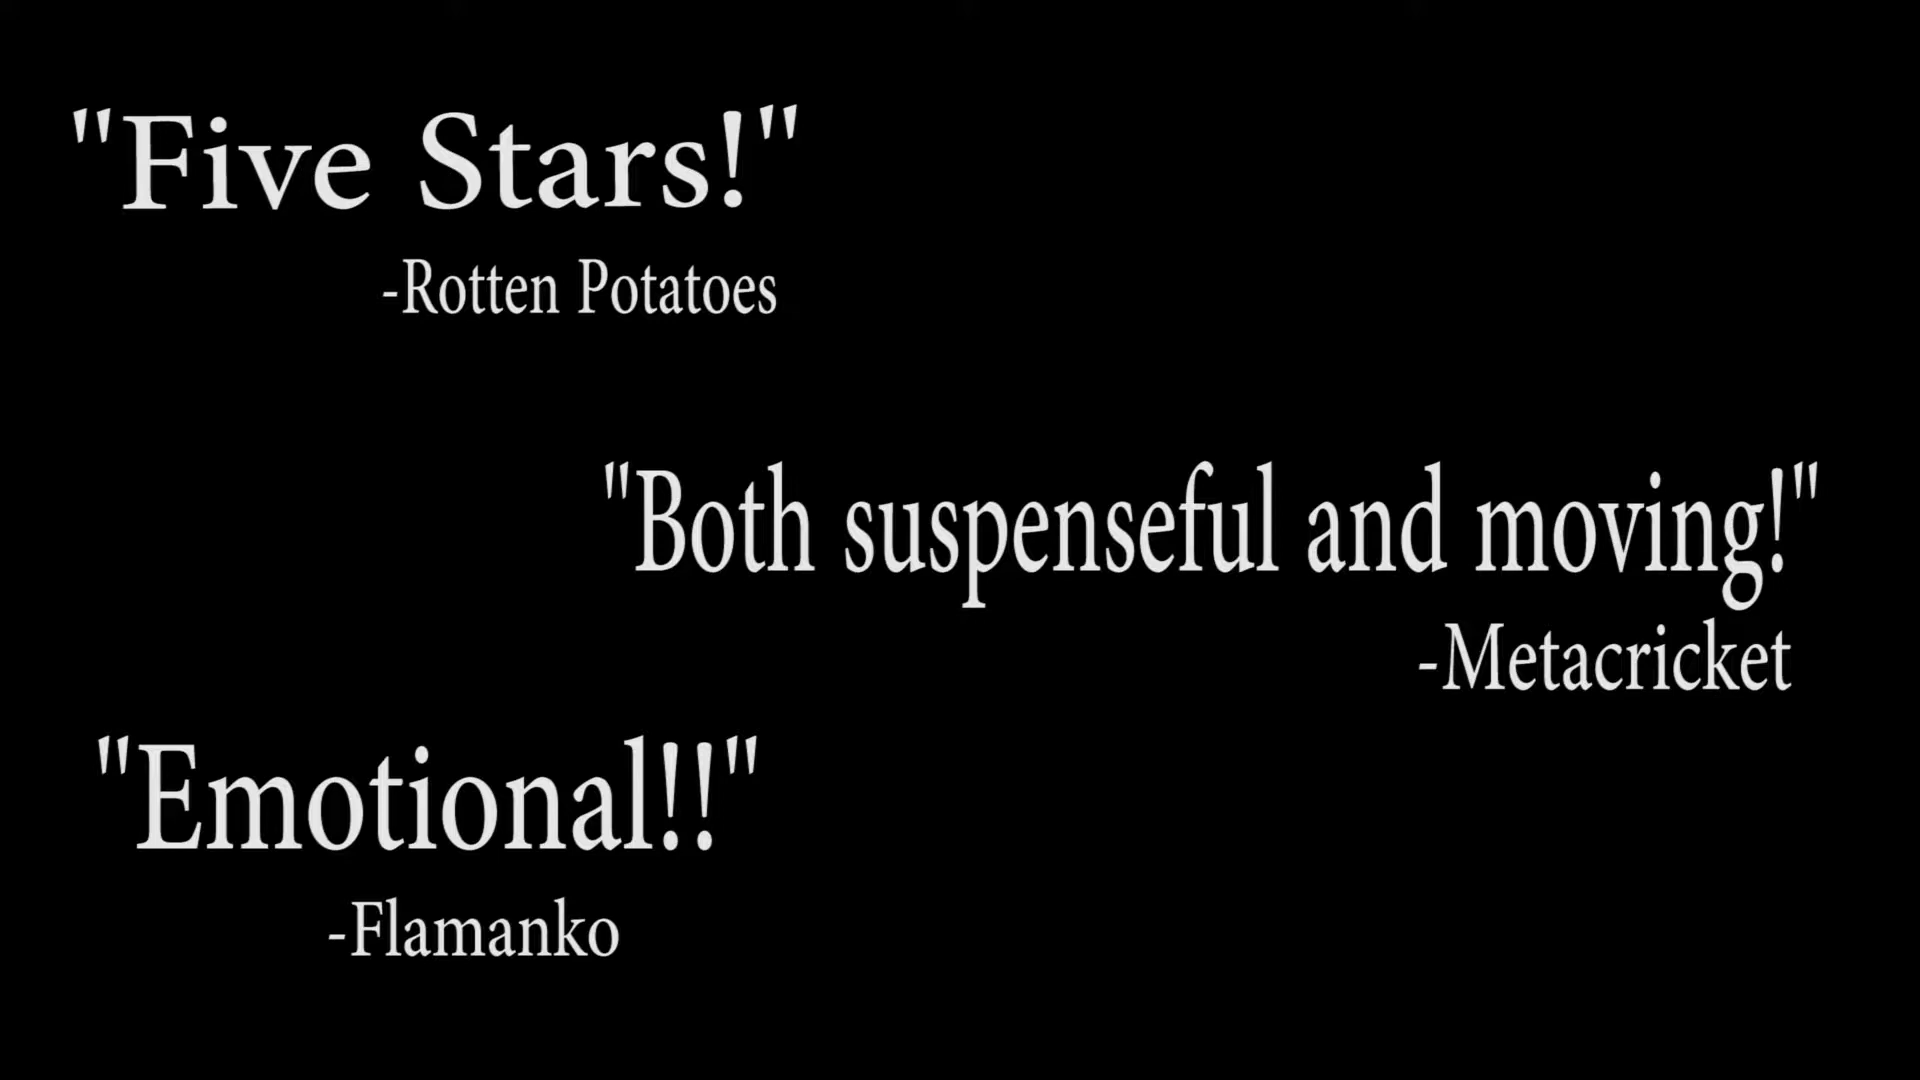 "Five Stars!"
-Rotten Potatoes
"Both suspenseful and moving!"
-Metacricket
"Emotional!!"
-Flamanko